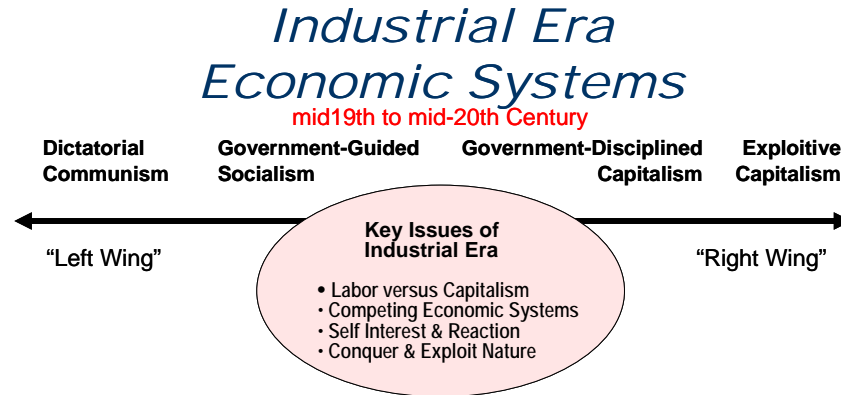 Industrial Era
Economic Systems
mid19th to mid-20th Century
Dictatorial
Communism
Government-Guided
Socialism
Government-Disciplined
Capitalism
Exploitive
Capitalism
“Left Wing”
“Right Wing”
Key Issues of
Industrial Era
• Labor versus Capitalism
• Competing Economic Systems
• Self Interest & Reaction
• Conquer & Exploit Nature